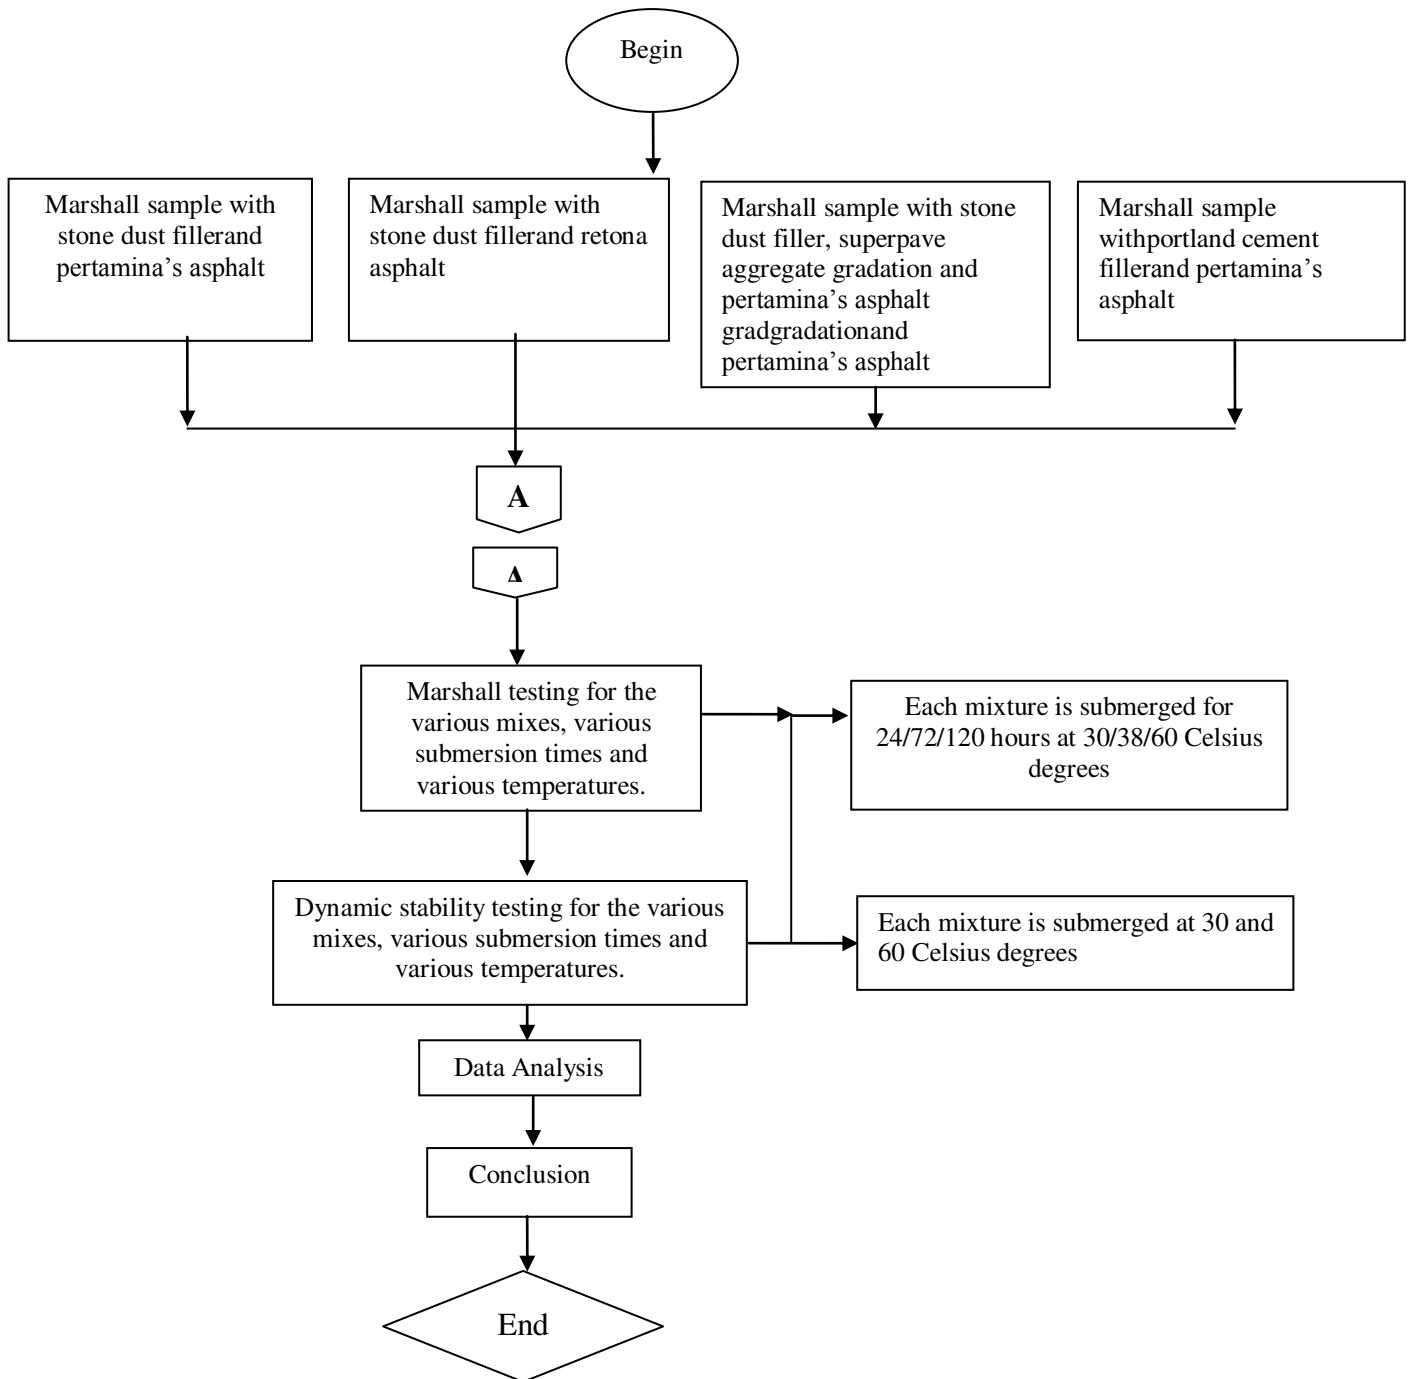 Begin
Marshall sample with
stone dust fillerand
pertamina’s asphalt
Marshall sample with
stone dust fillerand retona
asphalt
Marshall sample with stone
dust filler, superpave
aggregate gradation and
pertamina’s asphalt
gradgradationand
pertamina’s asphalt
Marshall sample
withportland cement
fillerand pertamina’s
asphalt
A
Marshall testing for the
various mixes, various
submersion times and
various temperatures.
Each mixture is submerged for
24/72/120 hours at 30/38/60 Celsius
degrees
Dynamic stability testing for the various
mixes, various submersion times and
various temperatures.
Each mixture is submerged at 30 and
60 Celsius degrees
Data Analysis
Conclusion
End